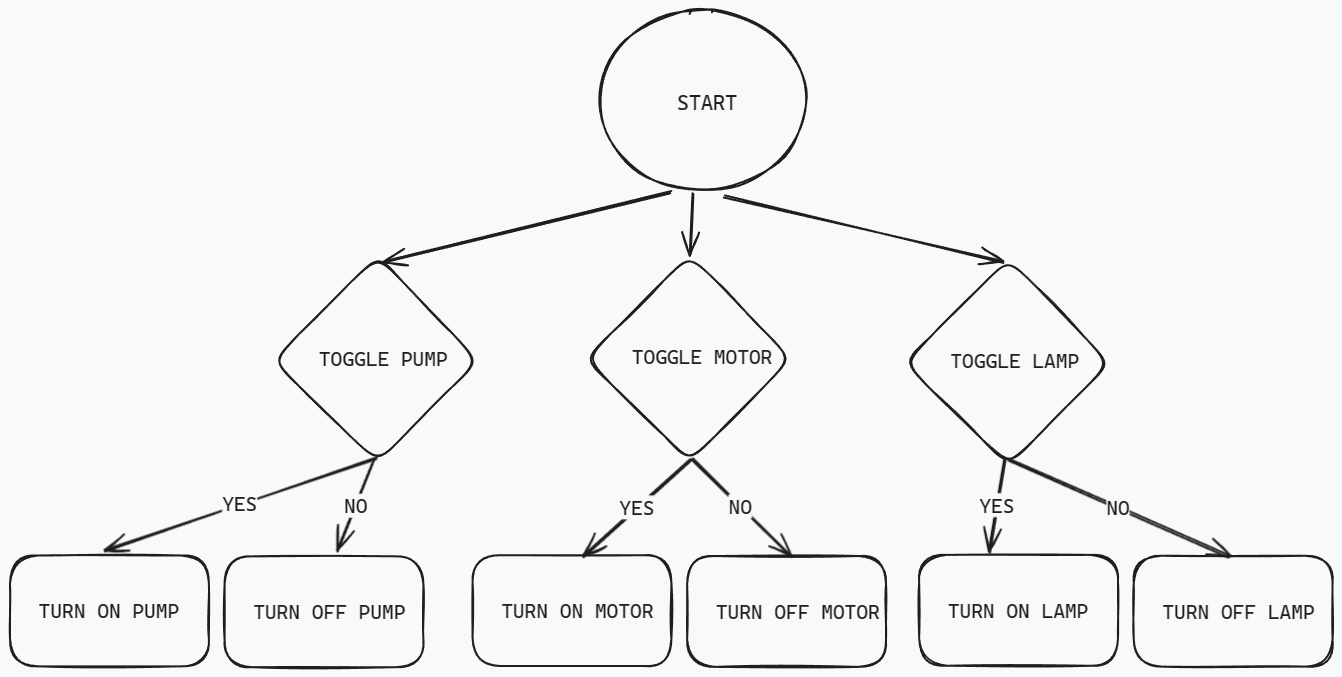 START
TOGGLE PUMP
TOGGLE MOTOR
TOGGLE LAMP
YES
NO
YES
NO
YES
NO
TURN ON PUMP
TURN OFF PUMP
TURN ON MOTOR
TURN OFF MOTOR
TURN ON LAMP
TURN OFF LAMP